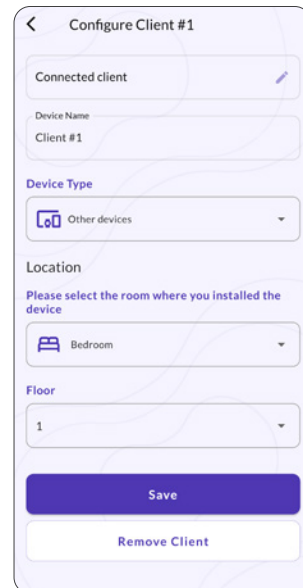 Configure Client #1
Connected client
Device Name
Client #1
Device Type
Other devices
Location
Please select the room where you installed the
device
Bedroom
Floor
1
Save
Remove Client